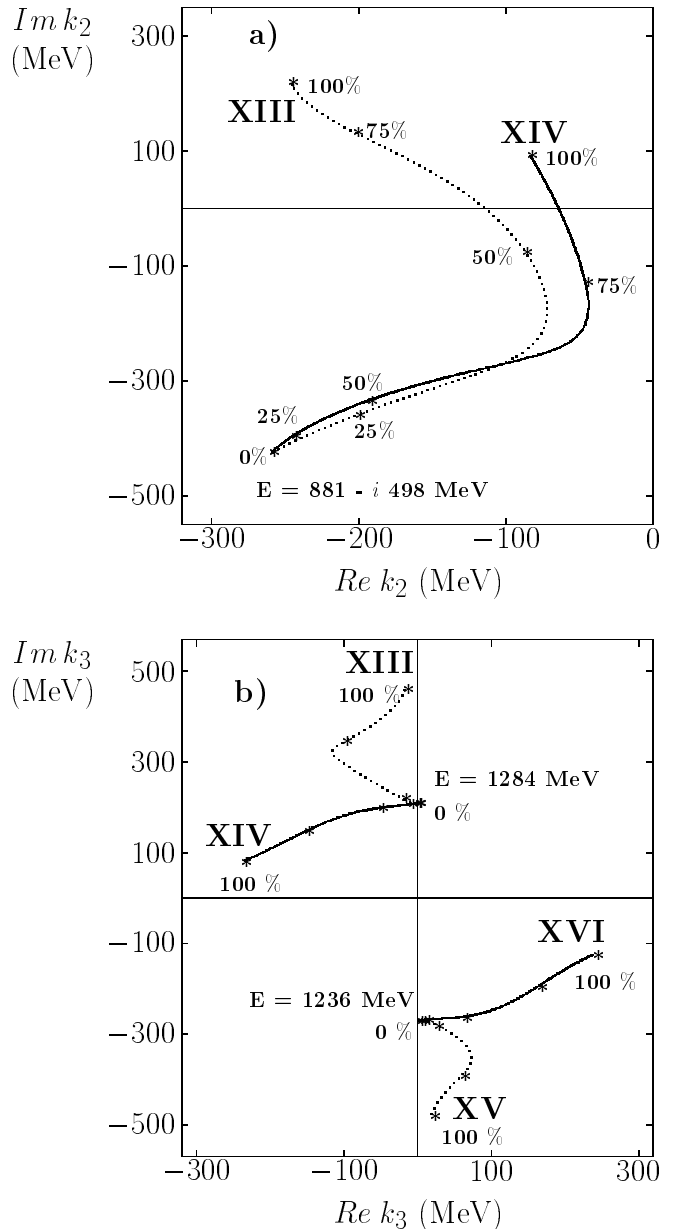 Im k₂
(MeV)
a)
300
100
−100
−300
−500
XIII
100%
75%
XIV
100%
50%
75%
50%
25%
25%
0%
E = 881 - i 498 MeV
−300
−200
−100
0
Re k₂ (MeV)
Im k₃
(MeV)
b)
500
300
100
−100
−300
−500
XIII
100 %
E = 1284 MeV
0 %
XIV
100 %
XVI
100 %
E = 1236 MeV
0 %
XV
100 %
−300
−100
100
300
Re k₃ (MeV)